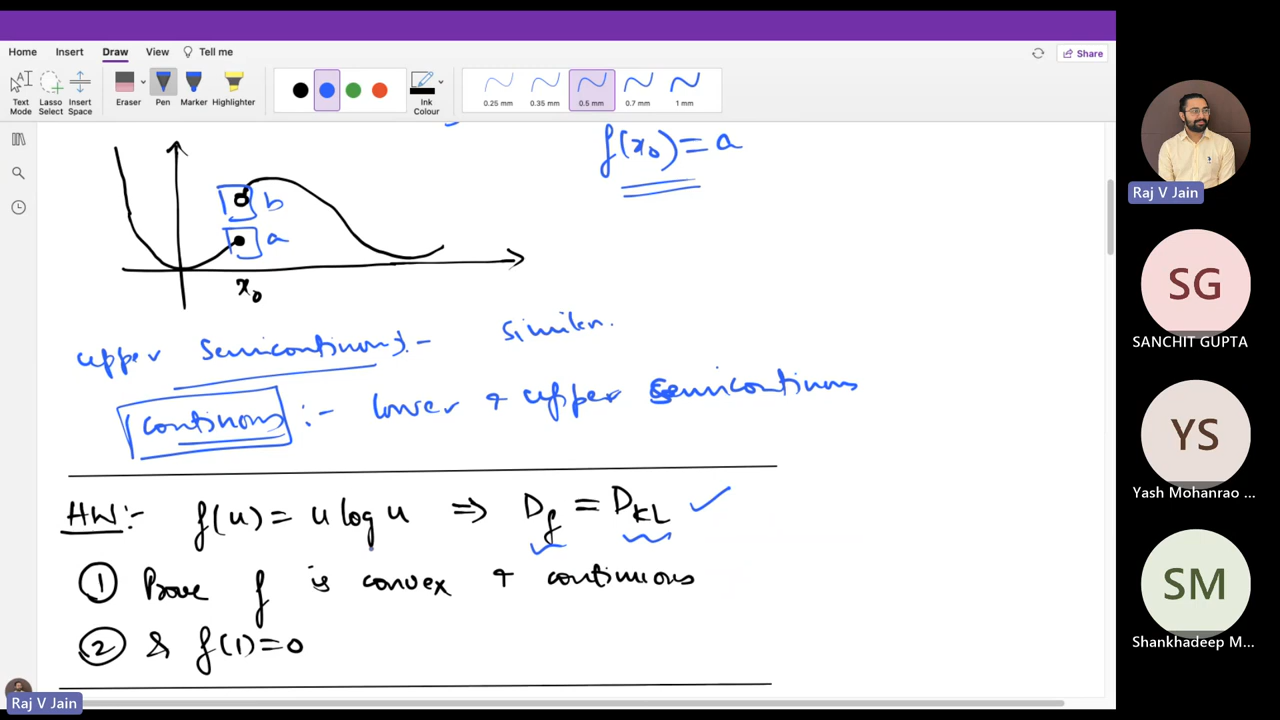 Home Insert Draw View Tell me
Share
Text Mode
Lasso Select
Insert Space
Eraser
Pen
Marker
Highlighter
Ink Colour
0.25 mm
0.35 mm
0.5 mm
0.7 mm
1 mm
f(x₀) = a
b
a
x₀
upper semicontinous:- similar.
continous :- lower & upper semicontinous
HW:- f(u) = u log u ⇒ D_f = D_KL ✓
① Prove f is convex & continuous
② & f(1)=0
Raj V Jain
Raj V Jain
SG
SANCHIT GUPTA
YS
Yash Mohanrao ...
SM
Shankhadeep M...